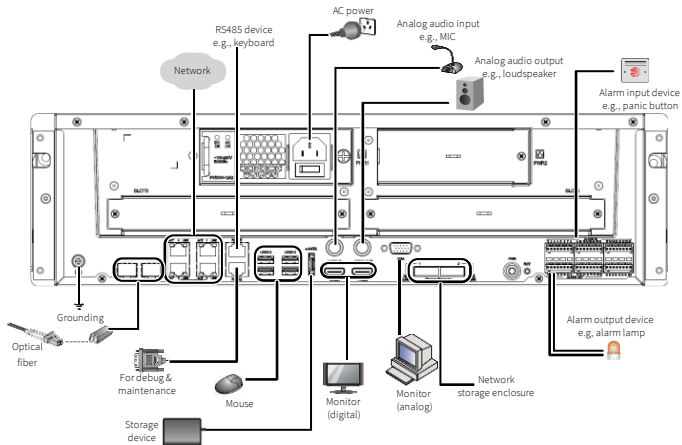 AC power
RS485 device
e.g., keyboard
Analog audio input
e.g., MIC
Analog audio output
e.g., loudspeaker
Network
Alarm input device
e.g., panic button
PWR2
VGA
Grounding
Optical
fiber
For debug &
maintenance
Mouse
Storage
device
Monitor
(digital)
Monitor
(analog)
Network
storage enclosure
Alarm output device
e.g, alarm lamp